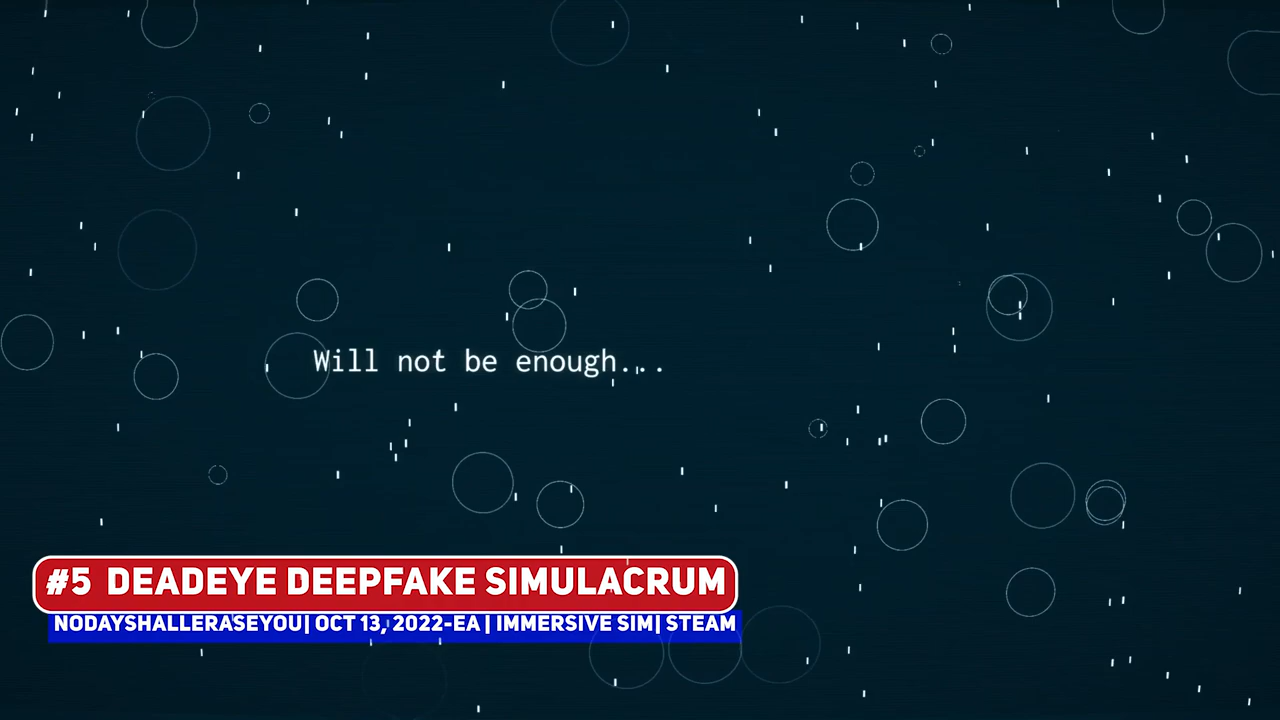 Will not be enough...
#5 DEADEYE DEEPFAKE SIMULACRUM
NODAYSHALLERASEYOU| OCT 13, 2022-EA | IMMERSIVE SIM| STEAM